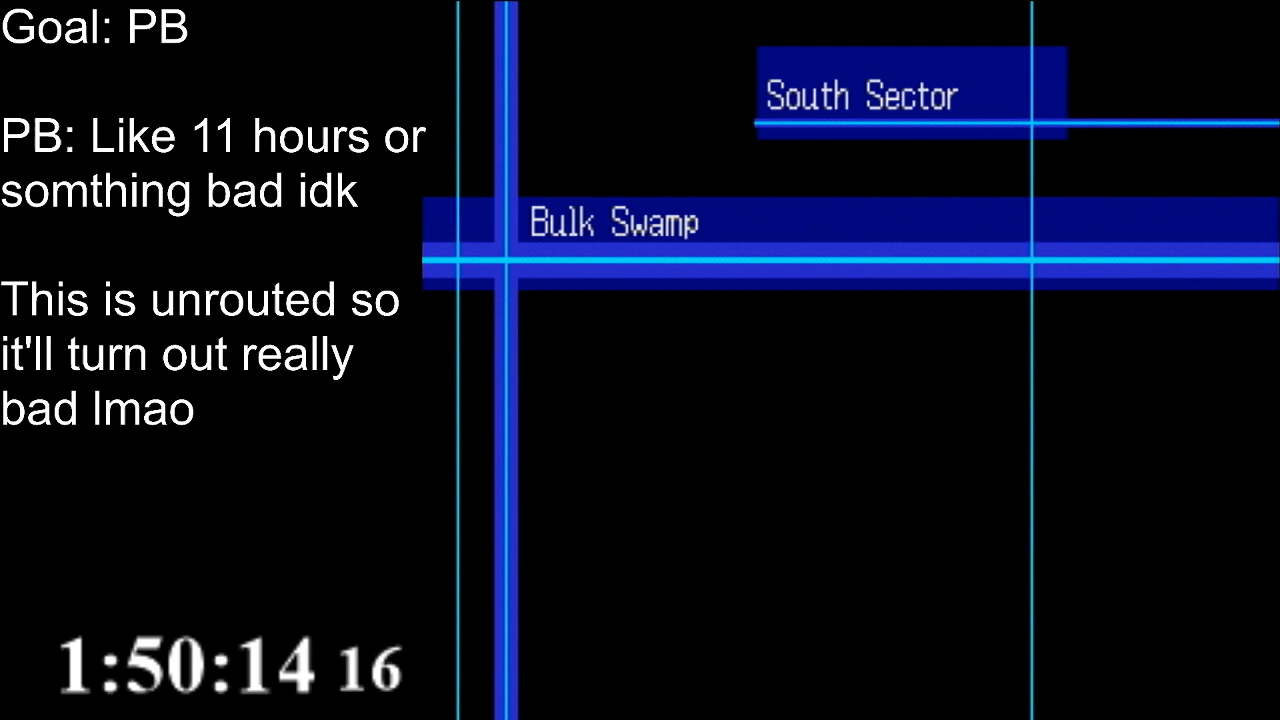 Goal: PB
PB: Like 11 hours or
somthing bad idk
This is unrouted so
it'll turn out really
bad lmao
South Sector
Bulk Swamp
1:50:14 16